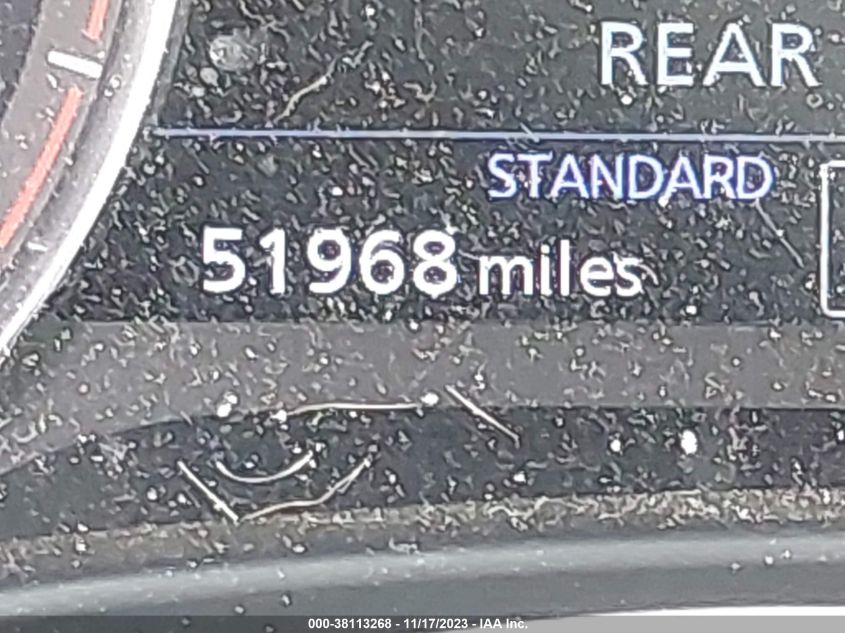 REAR
STANDARD
51968 miles
000-38113268 - 11/17/2023 - IAA Inc.